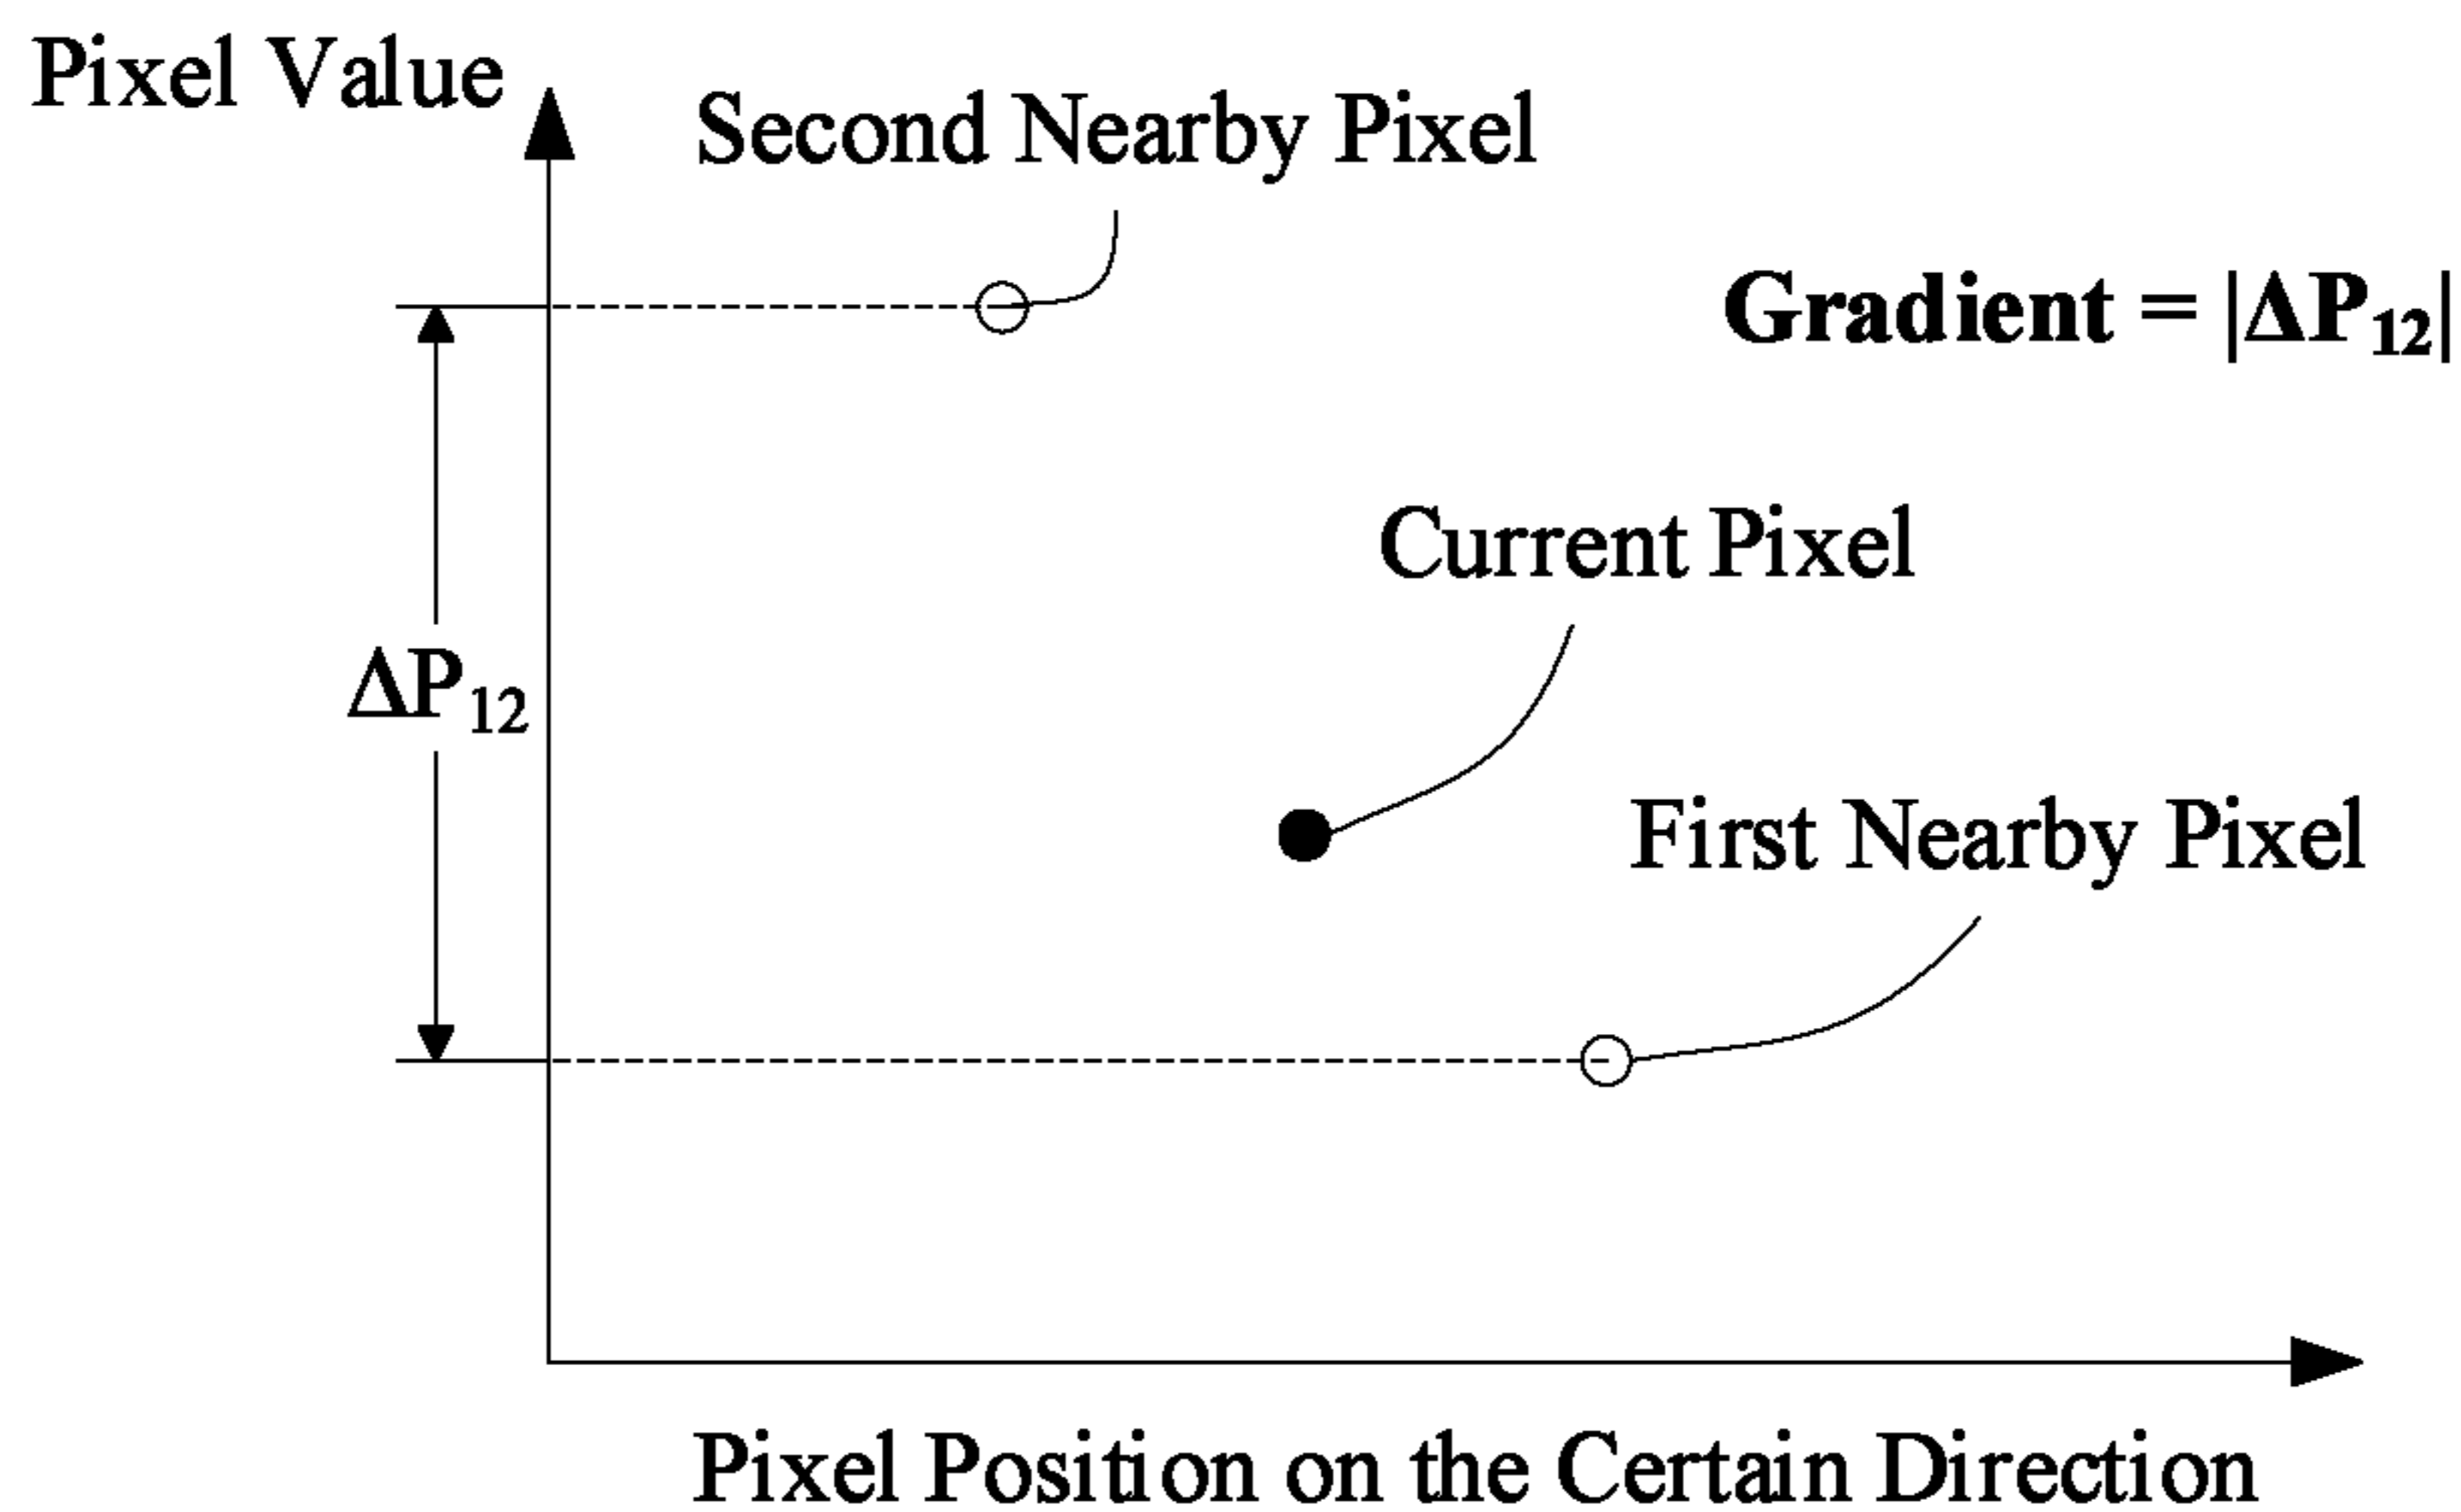 Pixel Value
Second Nearby Pixel
Gradient = |ΔP₁₂|
Current Pixel
ΔP₁₂
First Nearby Pixel
Pixel Position on the Certain Direction